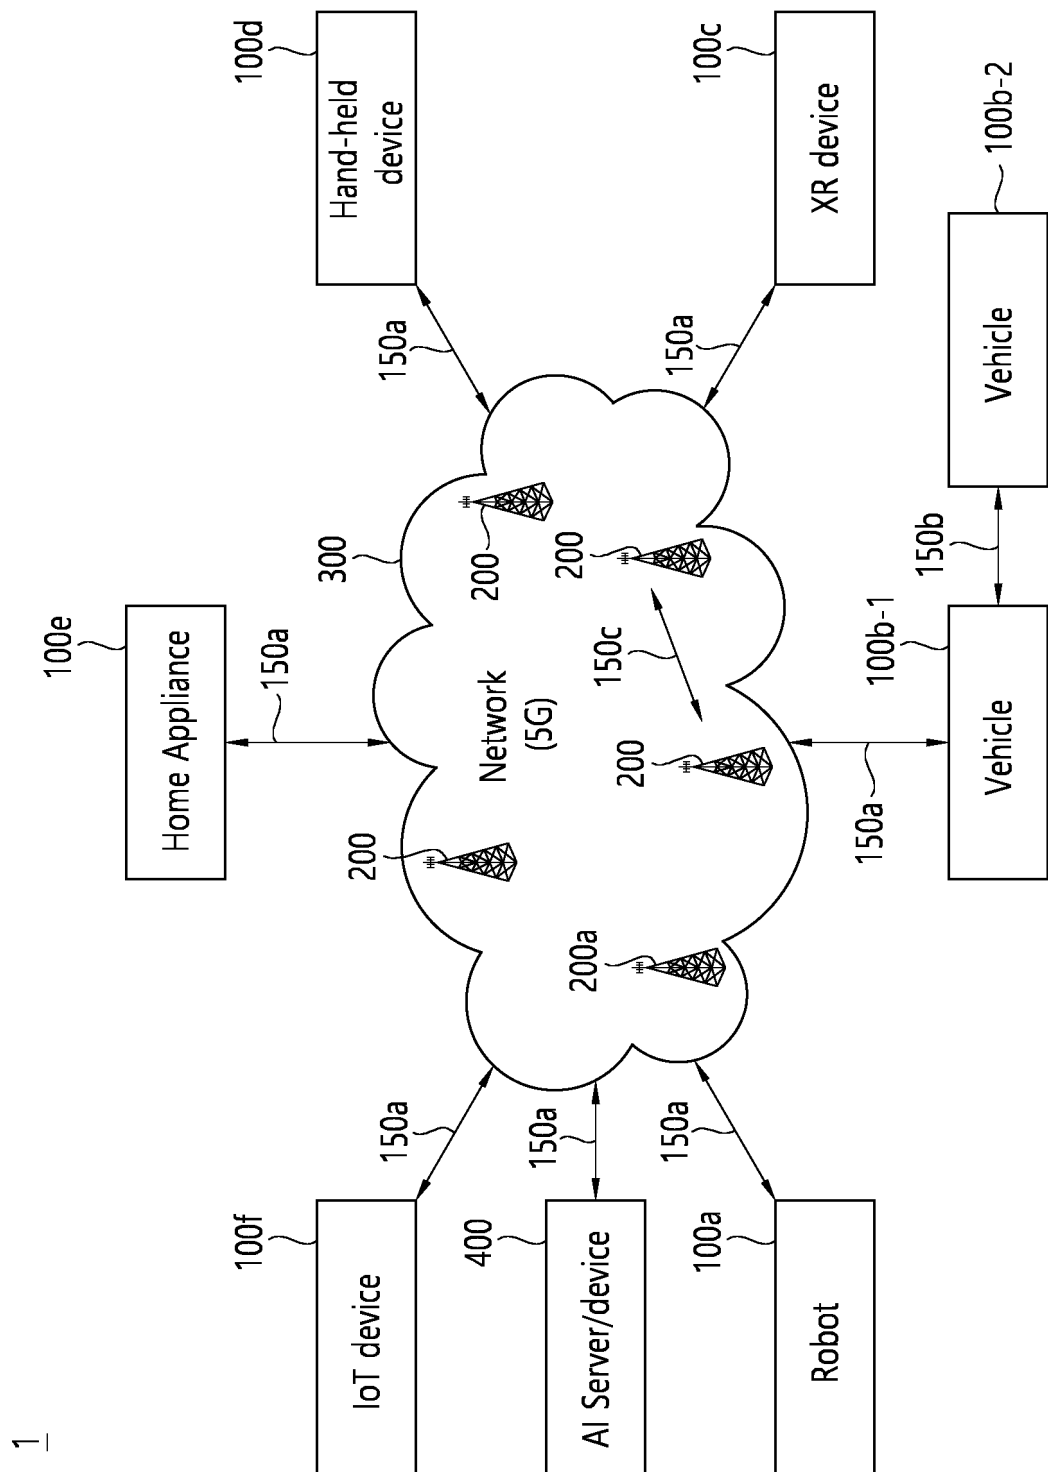 1
100e
Home Appliance
150a
100f
IoT device
150a
100d
Hand-held
device
150a
300
200
200
Network
(5G)
400
AI Server/device
150a
200a
200
150c
200
100a
Robot
150a
100c
XR device
150a
150a
100b-1
Vehicle
150b
100b-2
Vehicle